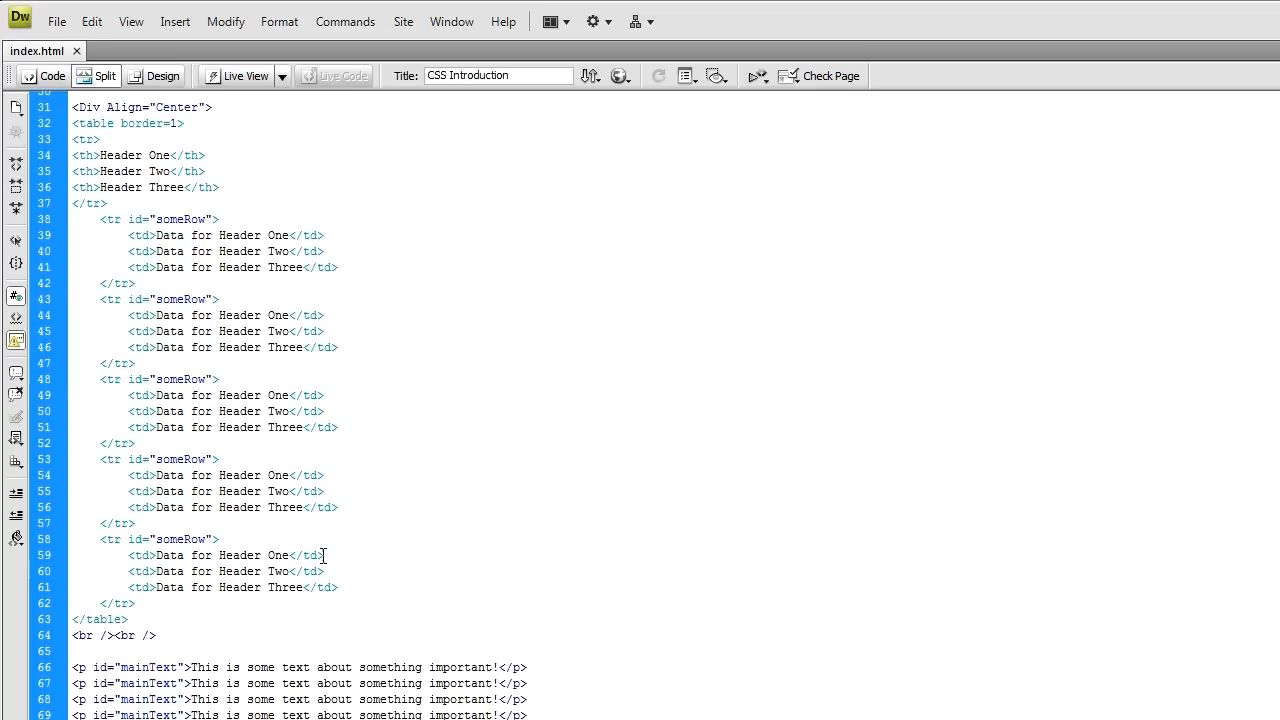 Dw File Edit View Insert Modify Format Commands Site Window Help
index.html
Code Split Design Live View Live Code Title: CSS Introduction Check Page
30
31 <Div Align="Center">
32 <table border=1>
33 <tr>
34 <th>Header One</th>
35 <th>Header Two</th>
36 <th>Header Three</th>
37 </tr>
38 <tr id="someRow">
39 <td>Data for Header One</td>
40 <td>Data for Header Two</td>
41 <td>Data for Header Three</td>
42 </tr>
43 <tr id="someRow">
44 <td>Data for Header One</td>
45 <td>Data for Header Two</td>
46 <td>Data for Header Three</td>
47 </tr>
48 <tr id="someRow">
49 <td>Data for Header One</td>
50 <td>Data for Header Two</td>
51 <td>Data for Header Three</td>
52 </tr>
53 <tr id="someRow">
54 <td>Data for Header One</td>
55 <td>Data for Header Two</td>
56 <td>Data for Header Three</td>
57 </tr>
58 <tr id="someRow">
59 <td>Data for Header One</td>
60 <td>Data for Header Two</td>
61 <td>Data for Header Three</td>
62 </tr>
63 </table>
64 <br /><br />
65
66 <p id="mainText">This is some text about something important!</p>
67 <p id="mainText">This is some text about something important!</p>
68 <p id="mainText">This is some text about something important!</p>
69 <p id="mainText">This is some text about something important!</p>